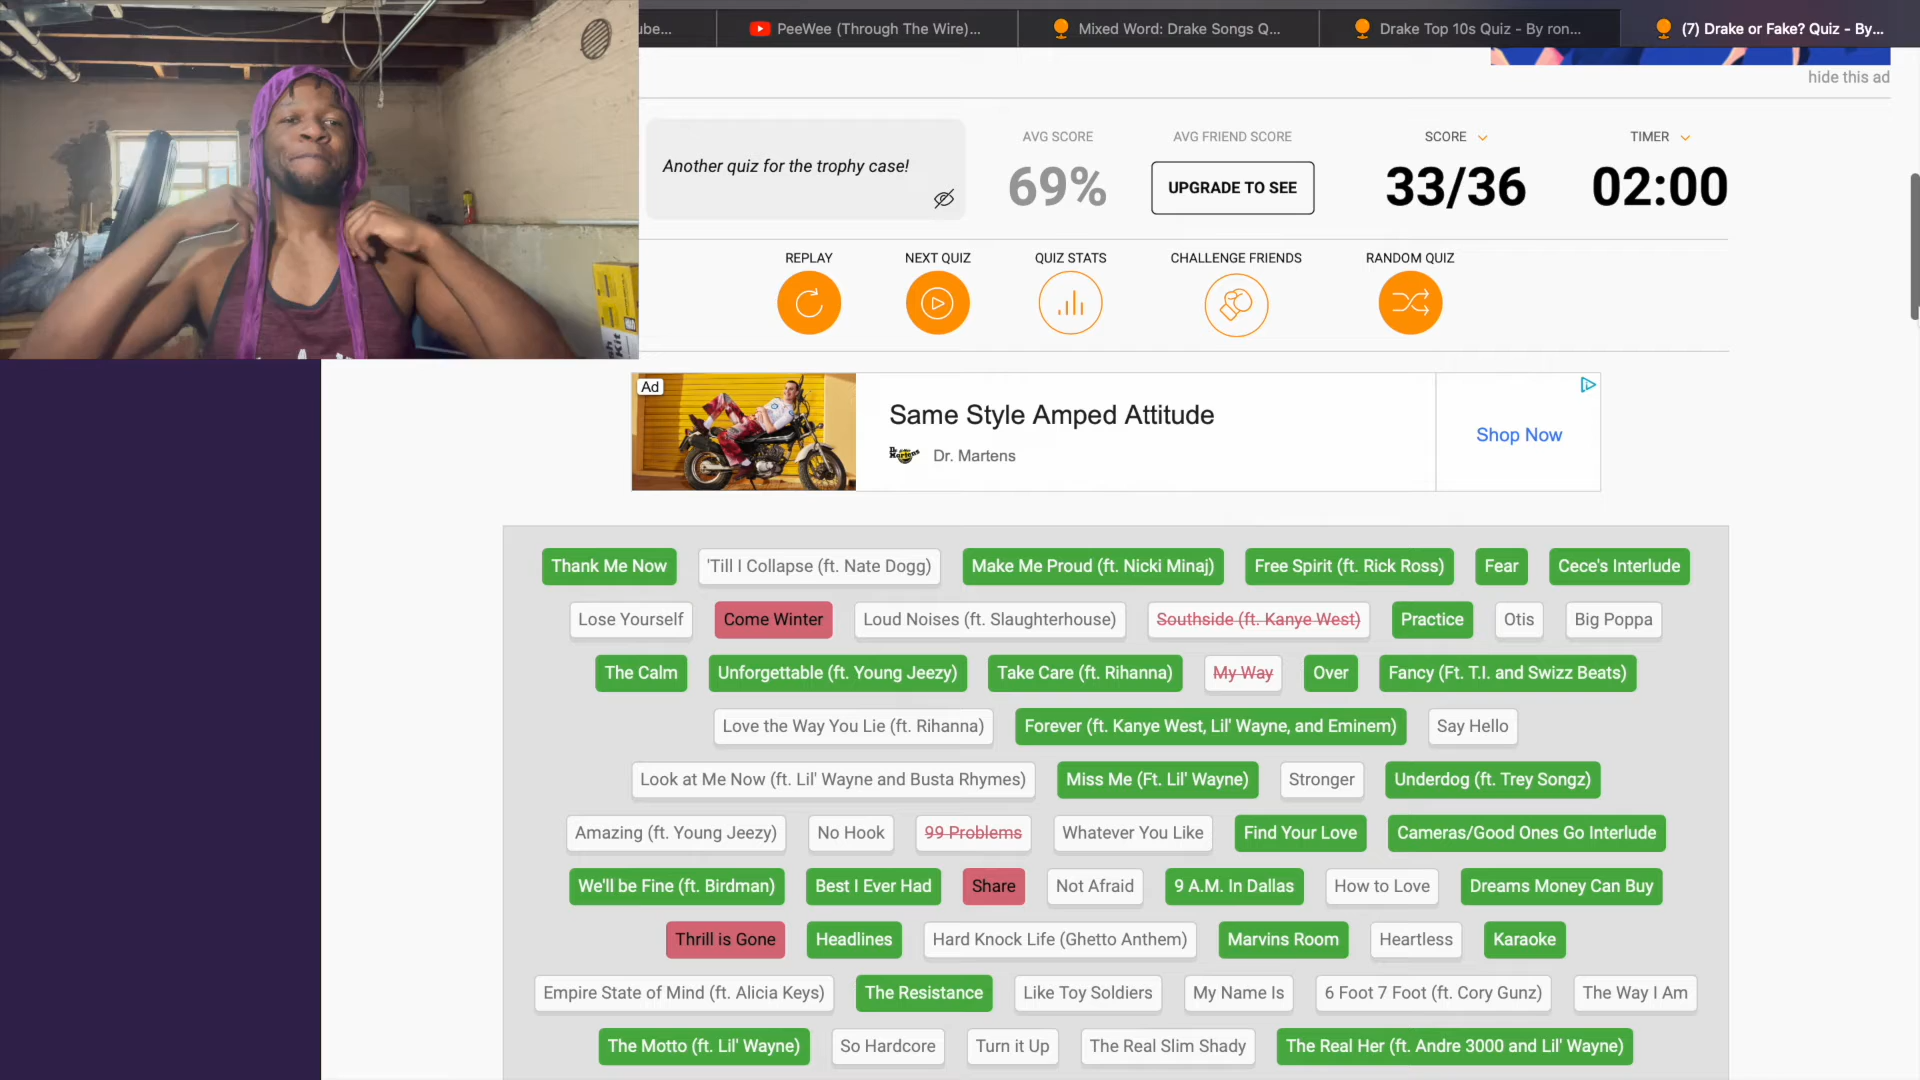 ube...
PeeWee (Through The Wire)...
Mixed Word: Drake Songs Q...
Drake Top 10s Quiz - By ron...
(7) Drake or Fake? Quiz - By...
hide this ad
Another quiz for the trophy case!
AVG SCORE
69%
AVG FRIEND SCORE
UPGRADE TO SEE
SCORE
33/36
TIMER
02:00
REPLAY
NEXT QUIZ
QUIZ STATS
CHALLENGE FRIENDS
RANDOM QUIZ
Ad
Same Style Amped Attitude
Dr. Martens
Shop Now
Thank Me Now
'Till I Collapse (ft. Nate Dogg)
Make Me Proud (ft. Nicki Minaj)
Free Spirit (ft. Rick Ross)
Fear
Cece's Interlude
Lose Yourself
Come Winter
Loud Noises (ft. Slaughterhouse)
Southside (ft. Kanye West)
Practice
Otis
Big Poppa
The Calm
Unforgettable (ft. Young Jeezy)
Take Care (ft. Rihanna)
My Way
Over
Fancy (Ft. T.I. and Swizz Beats)
Love the Way You Lie (ft. Rihanna)
Forever (ft. Kanye West, Lil' Wayne, and Eminem)
Say Hello
Look at Me Now (ft. Lil' Wayne and Busta Rhymes)
Miss Me (Ft. Lil' Wayne)
Stronger
Underdog (ft. Trey Songz)
Amazing (ft. Young Jeezy)
No Hook
99 Problems
Whatever You Like
Find Your Love
Cameras/Good Ones Go Interlude
We'll be Fine (ft. Birdman)
Best I Ever Had
Share
Not Afraid
9 A.M. In Dallas
How to Love
Dreams Money Can Buy
Thrill is Gone
Headlines
Hard Knock Life (Ghetto Anthem)
Marvins Room
Heartless
Karaoke
Empire State of Mind (ft. Alicia Keys)
The Resistance
Like Toy Soldiers
My Name Is
6 Foot 7 Foot (ft. Cory Gunz)
The Way I Am
The Motto (ft. Lil' Wayne)
So Hardcore
Turn it Up
The Real Slim Shady
The Real Her (ft. Andre 3000 and Lil' Wayne)